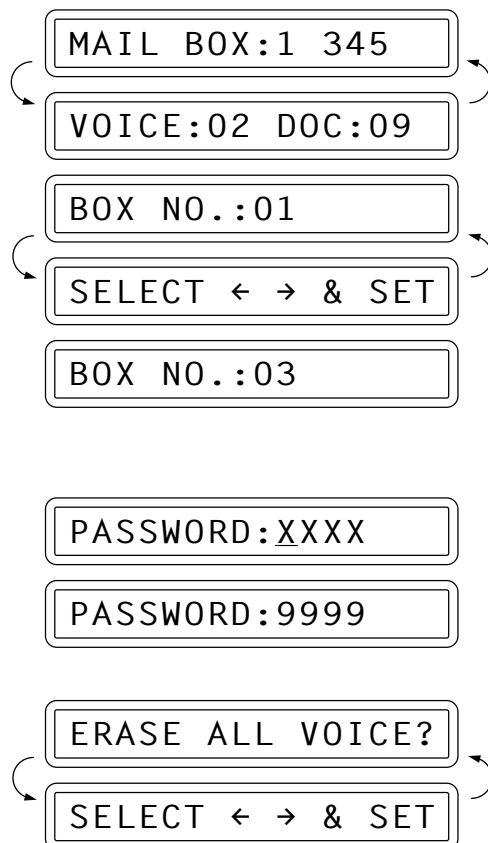 MAIL BOX:1 345
VOICE:02 DOC:09
BOX NO.:01
SELECT ← → & SET
BOX NO.:03
PASSWORD:XXXX
PASSWORD:9999
ERASE ALL VOICE?
SELECT ← → & SET